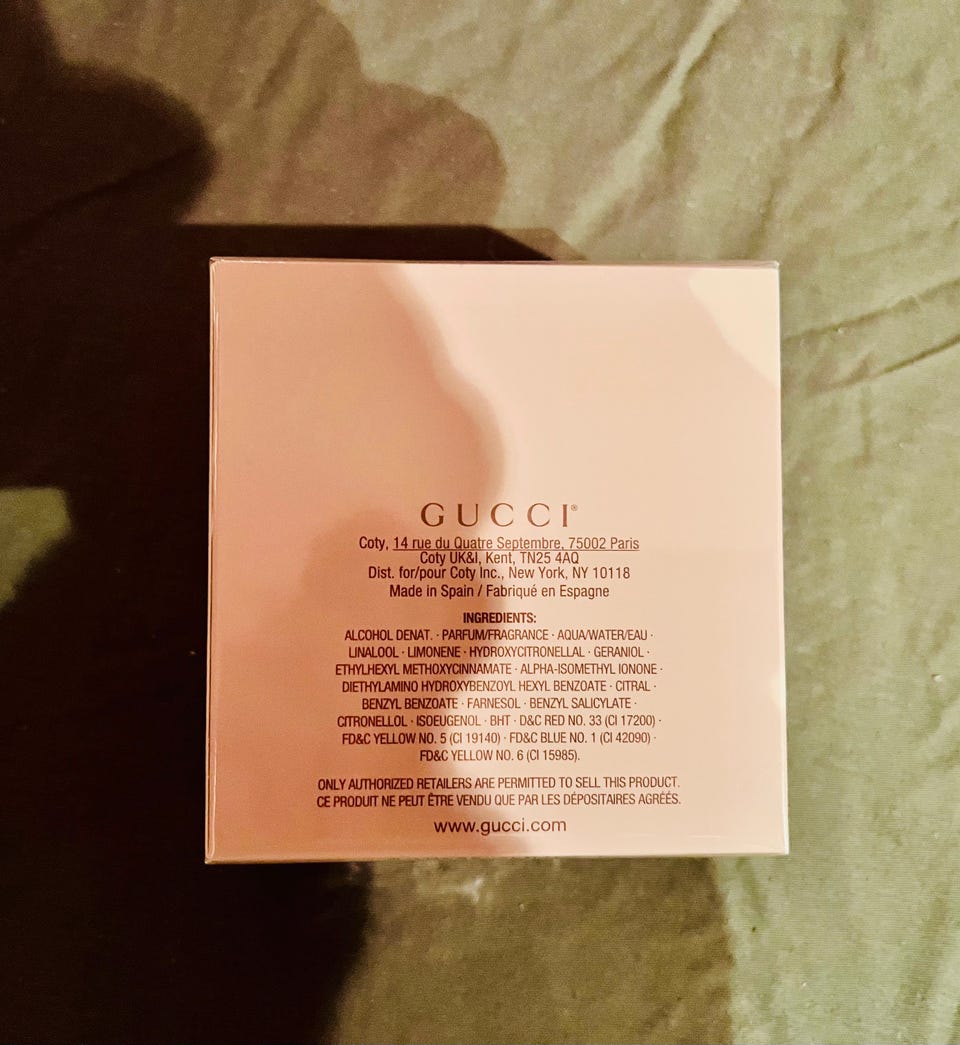 GUCCI®
Coty, 14 rue du Quatre Septembre, 75002 Paris
Coty UK&I, Kent, TN25 4AQ
Dist. for/pour Coty Inc., New York, NY 10118
Made in Spain / Fabriqué en Espagne
INGREDIENTS:
ALCOHOL DENAT. · PARFUM/FRAGRANCE · AQUA/WATER/EAU ·
LINALOOL · LIMONENE · HYDROXYCITRONELLAL · GERANIOL ·
ETHYLHEXYL METHOXYCINNAMATE · ALPHA-ISOMETHYL IONONE ·
DIETHYLAMINO HYDROXYBENZOYL HEXYL BENZOATE · CITRAL ·
BENZYL BENZOATE · FARNESOL · BENZYL SALICYLATE ·
CITRONELLOL · ISOEUGENOL · BHT · D&C RED NO. 33 (CI 17200) ·
FD&C YELLOW NO. 5 (CI 19140) · FD&C BLUE NO. 1 (CI 42090) ·
FD&C YELLOW NO. 6 (CI 15985).
ONLY AUTHORIZED RETAILERS ARE PERMITTED TO SELL THIS PRODUCT.
CE PRODUIT NE PEUT ÊTRE VENDU QUE PAR LES DÉPOSITAIRES AGRÉÉS.
www.gucci.com